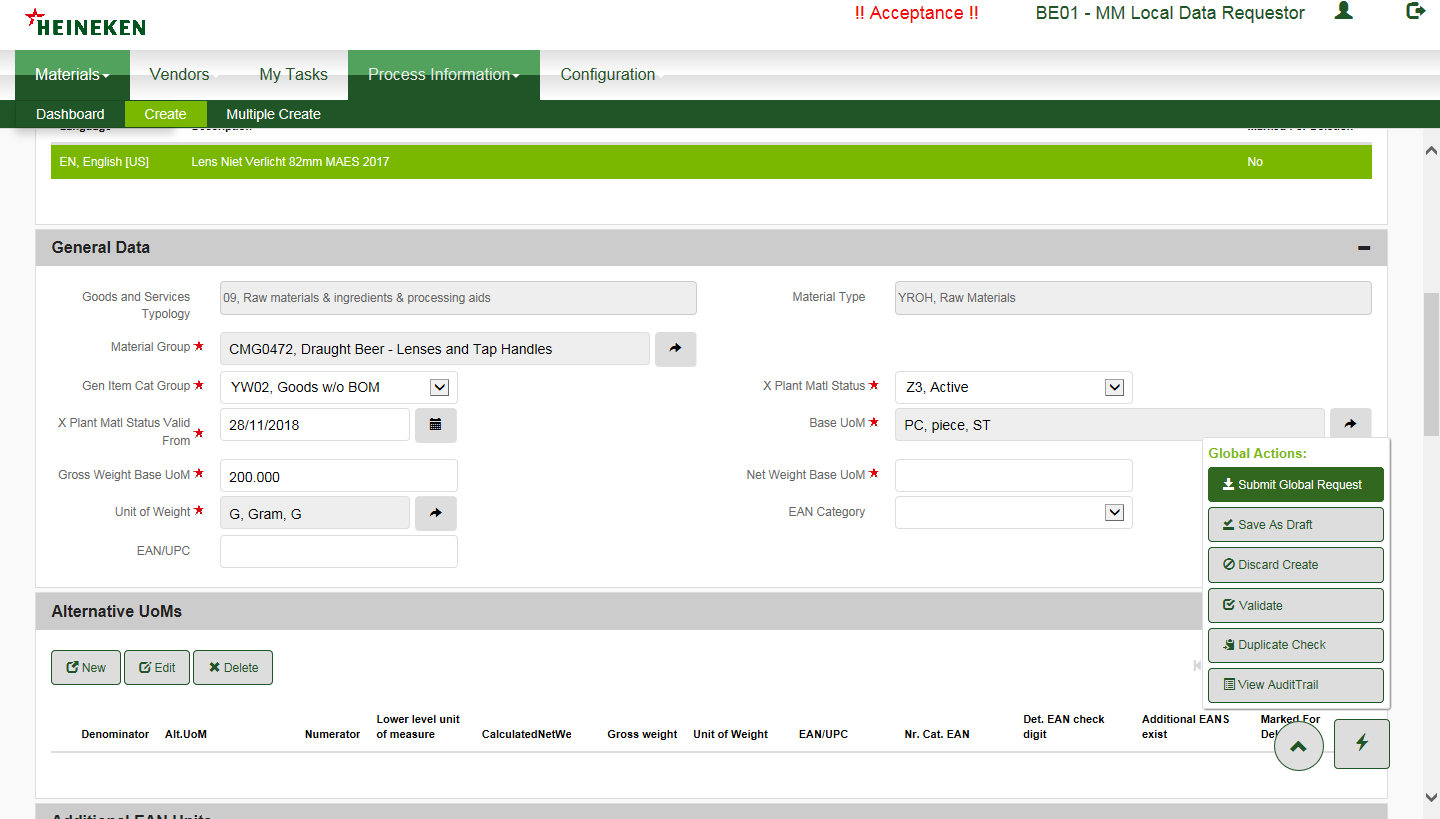 HEINEKEN
!! Acceptance !!
BE01 - MM Local Data Requestor
Materials
Vendors
My Tasks
Process Information
Configuration
Dashboard
Create
Multiple Create
Language
Description
Marked For Deletion
EN, English [US]
Lens Niet Verlicht 82mm MAES 2017
No
General Data
Goods and Services
Typology
09, Raw materials & ingredients & processing aids
Material Type
YROH, Raw Materials
Material Group
CMG0472, Draught Beer - Lenses and Tap Handles
Gen Item Cat Group
YW02, Goods w/o BOM
X Plant Matl Status
Z3, Active
X Plant Matl Status Valid
From
28/11/2018
Base UoM
PC, piece, ST
Gross Weight Base UoM
200.000
Net Weight Base UoM
Unit of Weight
G, Gram, G
EAN Category
EAN/UPC
Global Actions:
Submit Global Request
Save As Draft
Discard Create
Validate
Duplicate Check
View AuditTrail
Alternative UoMs
New
Edit
Delete
Denominator
Alt.UoM
Numerator
Lower level unit
of measure
CalculatedNetWe
Gross weight
Unit of Weight
EAN/UPC
Nr. Cat. EAN
Det. EAN check
digit
Additional EANS
exist
Marked For
Additional EAN Units